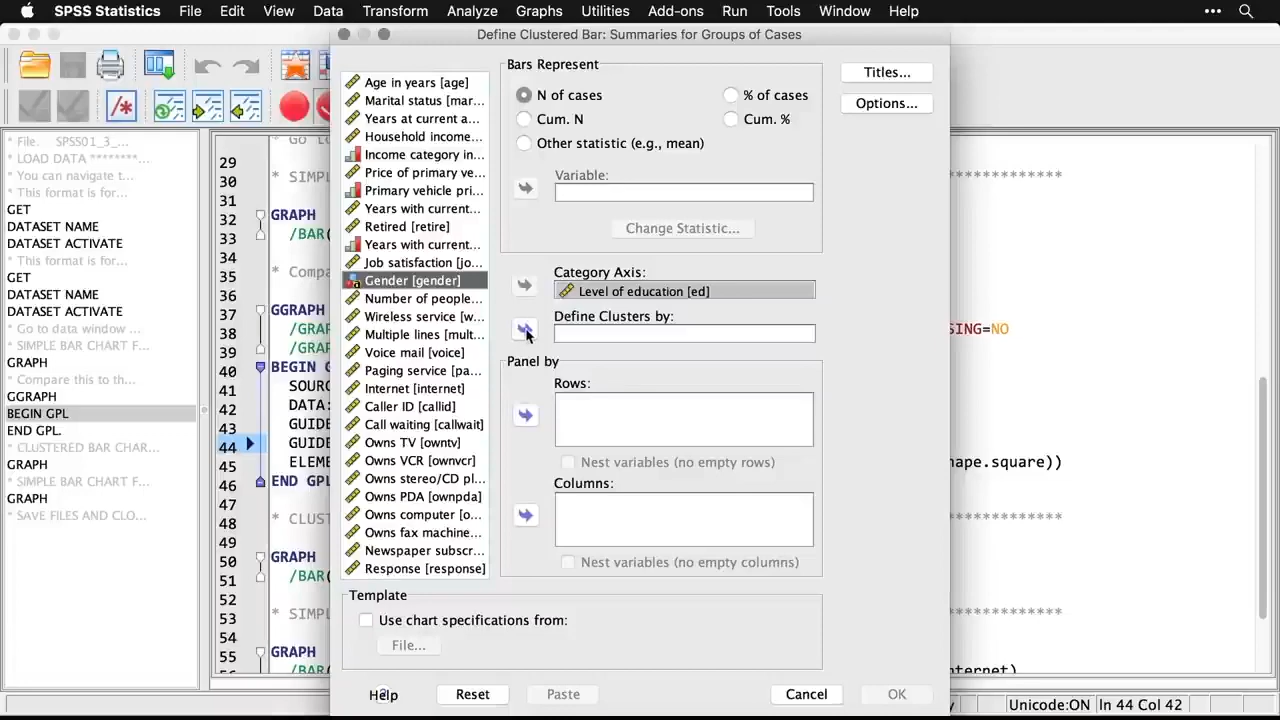 SPSS Statistics File Edit View Data Transform Analyze Graphs Utilities Add-ons Run Tools Window Help
Define Clustered Bar: Summaries for Groups of Cases
* File. SPSS01_3_...
* LOAD DATA ********...
* You can navigate t...
* This format is for...
GET
DATASET NAME
DATASET ACTIVATE
* This format is for...
GET
DATASET NAME
DATASET ACTIVATE
* Go to data window ...
* SIMPLE BAR CHART F...
GRAPH
* Compare this to th...
GGRAPH
BEGIN GPL
END GPL.
* CLUSTERED BAR CHAR...
GRAPH
* SIMPLE BAR CHART F...
GRAPH
* SAVE FILES AND CLO...
29
30 * SIMP
31
32 GRAPH
33 /BAR(
34
35 * Compa
36
37 GGRAPH
38 /GRAP
39 /GRAP
40 BEGIN G
41 SOUR
42 DATA:
43 GUIDE
44 GUIDE
45 ELEME
46 END GPL
47
48 * CLUST
49
50 GRAPH
51 /BAR(
52
53 * SIMPL
54
55 GRAPH
Age in years [age]
Marital status [mar...
Years at current a...
Household income...
Income category in...
Price of primary ve...
Primary vehicle pri...
Years with current...
Retired [retire]
Years with current...
Job satisfaction [jo...
Gender [gender]
Number of people...
Wireless service [w...
Multiple lines [mult...
Voice mail [voice]
Paging service [pa...
Internet [internet]
Caller ID [callid]
Call waiting [callwait]
Owns TV [owntv]
Owns VCR [ownvcr]
Owns stereo/CD pl...
Owns PDA [ownpda]
Owns computer [o...
Owns fax machine...
Newspaper subscr...
Response [response]
Bars Represent
N of cases % of cases
Cum. N Cum. %
Other statistic (e.g., mean)
Variable:
Change Statistic...
Category Axis:
Level of education [ed]
Define Clusters by:
Panel by
Rows:
Nest variables (no empty rows)
Columns:
Nest variables (no empty columns)
Template
Use chart specifications from:
File...
Help Reset Paste Cancel OK
Titles...
Options...
*************
SING=NO
hape.square))
*************
*************
nternet)
Unicode:ON In 44 Col 42